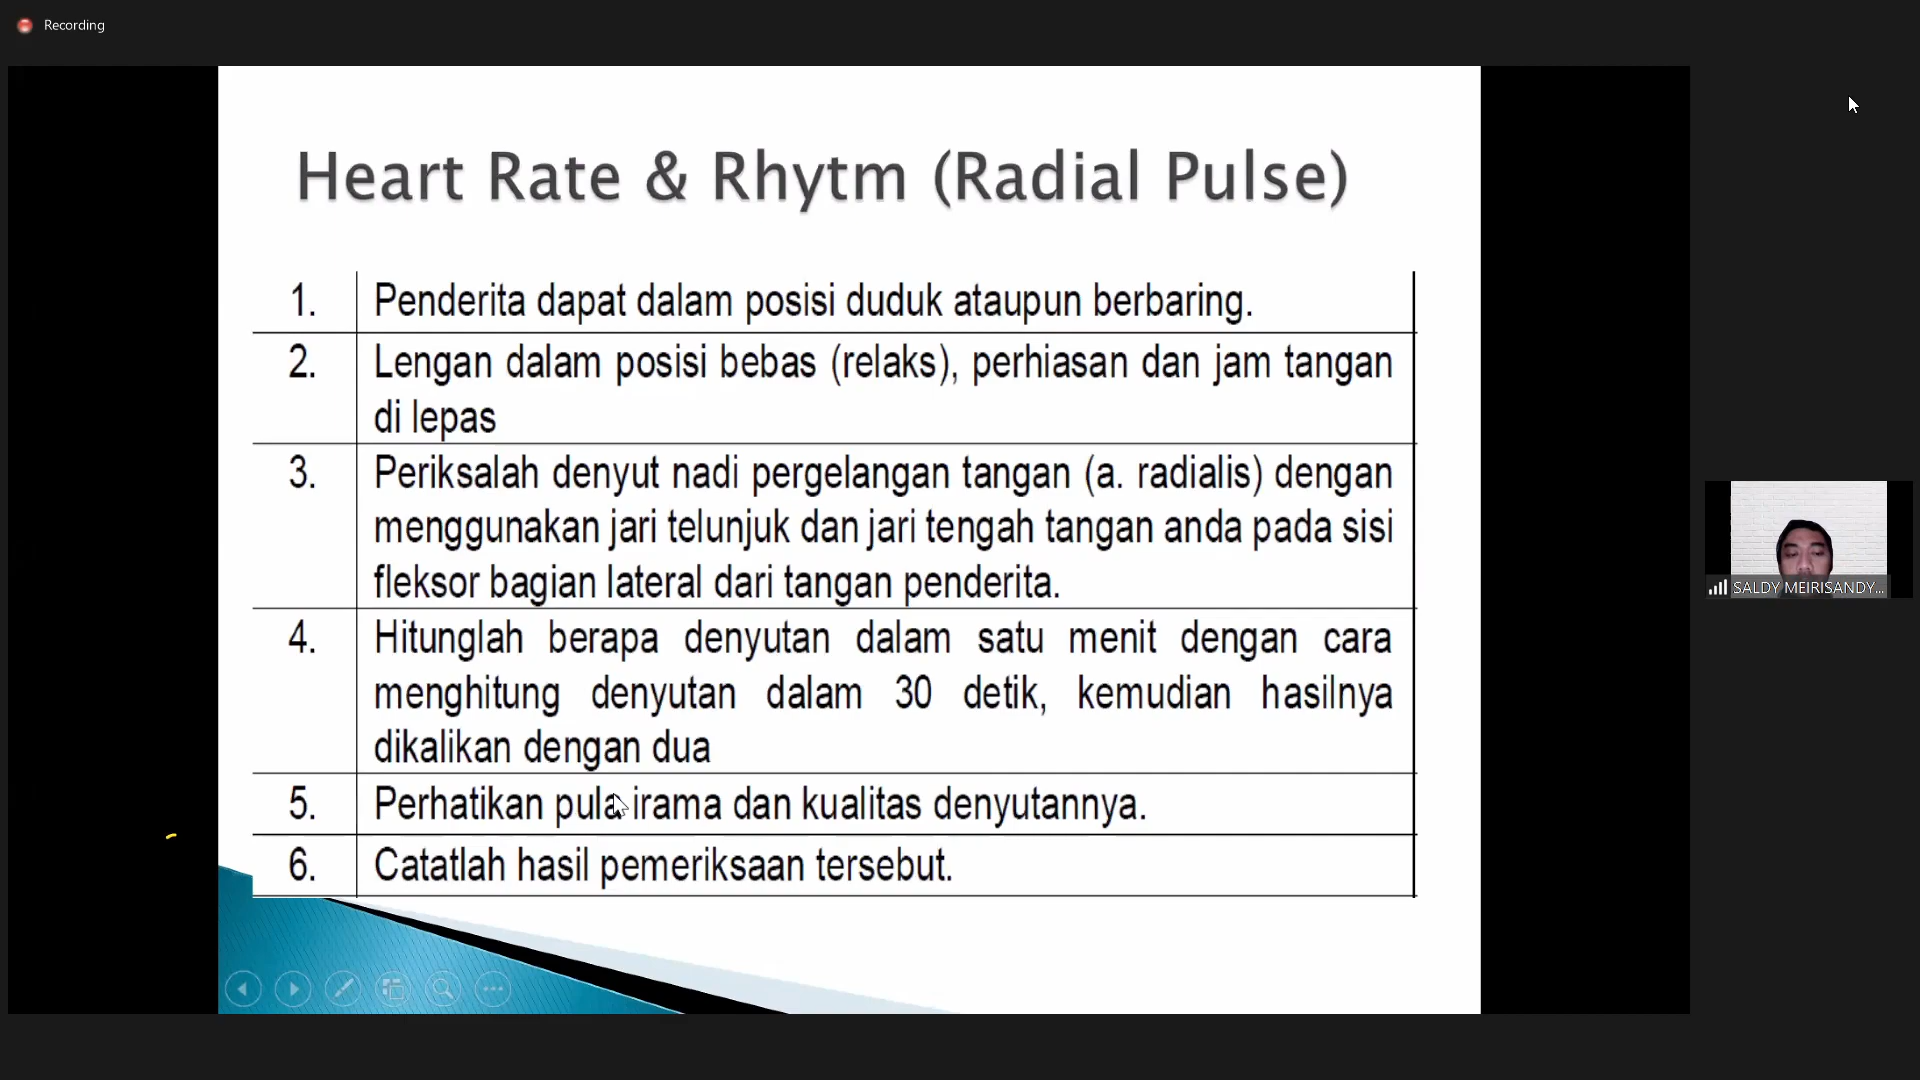 Recording
Heart Rate & Rhytm (Radial Pulse)
1. Penderita dapat dalam posisi duduk ataupun berbaring.
2. Lengan dalam posisi bebas (relaks), perhiasan dan jam tangan
di lepas
3. Periksalah denyut nadi pergelangan tangan (a. radialis) dengan
menggunakan jari telunjuk dan jari tengah tangan anda pada sisi
fleksor bagian lateral dari tangan penderita.
4. Hitunglah berapa denyutan dalam satu menit dengan cara
menghitung denyutan dalam 30 detik, kemudian hasilnya
dikalikan dengan dua
5. Perhatikan pula irama dan kualitas denyutannya.
6. Catatlah hasil pemeriksaan tersebut.
SALDY MEIRISANDY...